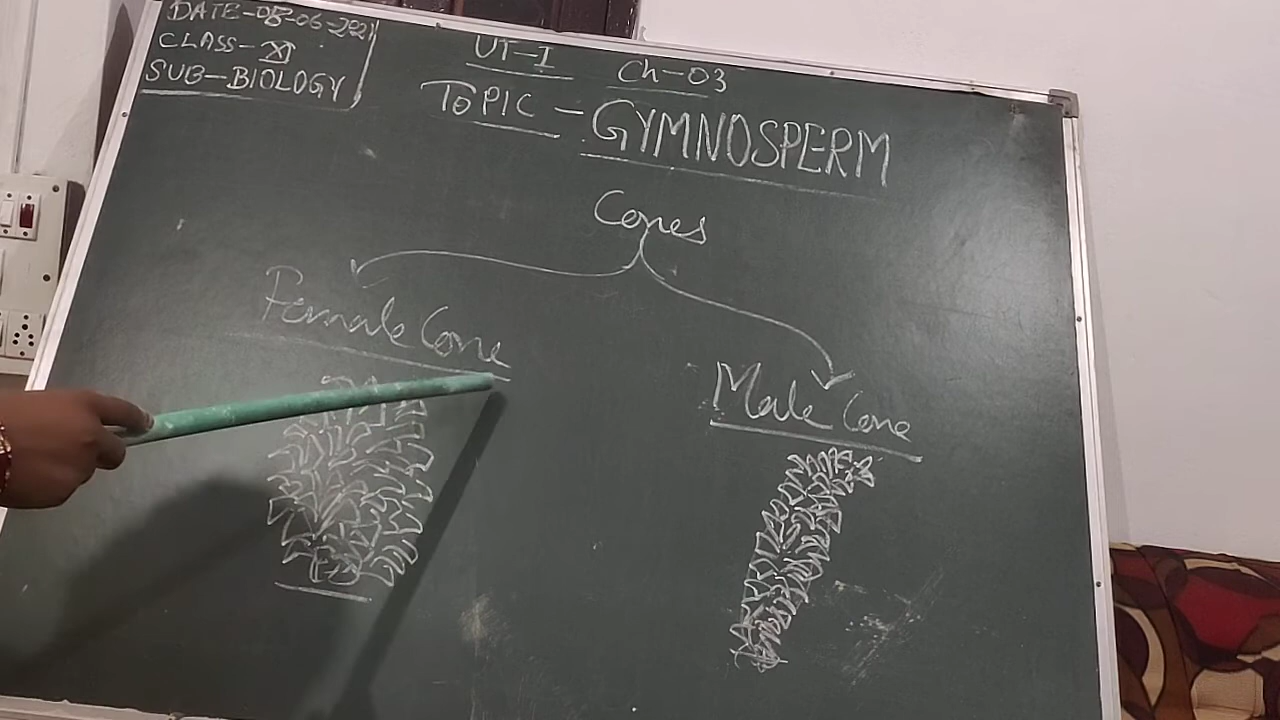 DATE-08-06-2021
CLASS-XI
SUB-BIOLOGY
UT-I Ch-03
TOPIC-GYMNOSPERM
Cones
Female Cone
Male Cone